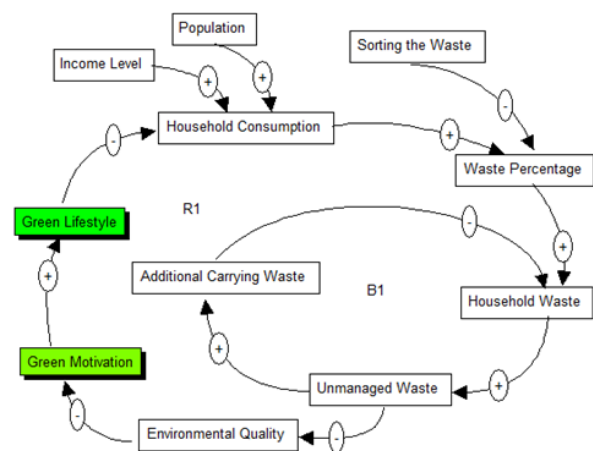 Population
Sorting the Waste
Income Level
+
+
-
Household Consumption
-
+
Waste Percentage
Green Lifestyle
R1
-
+
Additional Carrying Waste
B1
Household Waste
+
+
+
Green Motivation
Unmanaged Waste
-
Environmental Quality
-